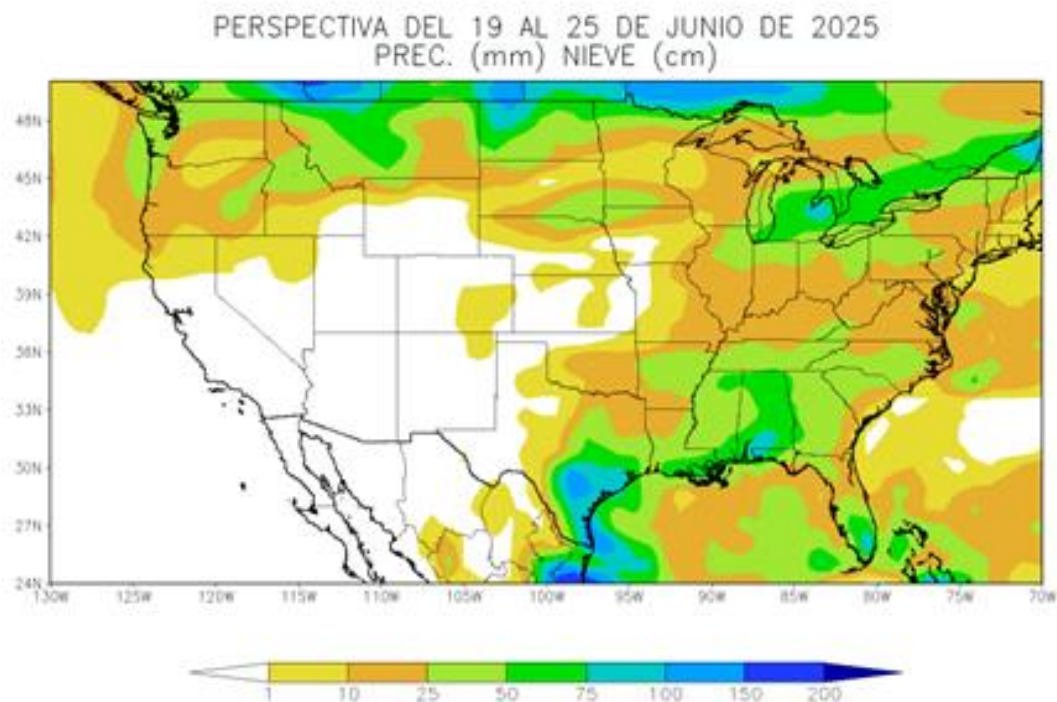 PERSPECTIVA DEL 19 AL 25 DE JUNIO DE 2025
PREC. (mm) NIEVE (cm)
48N
45N
42N
39N
36N
33N
30N
27N
24N
130W 125W 120W 115W 110W 105W 100W 95W 90W 85W 80W 75W 70W
1 10 25 50 75 100 150 200